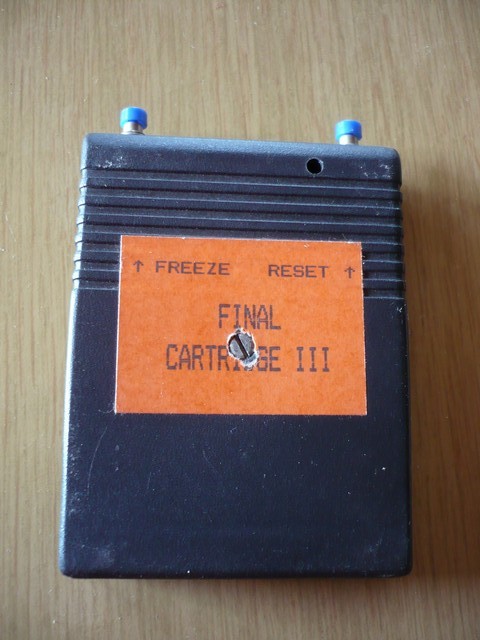 ↑ FREEZE RESET ↑
FINAL
CARTRIDGE III